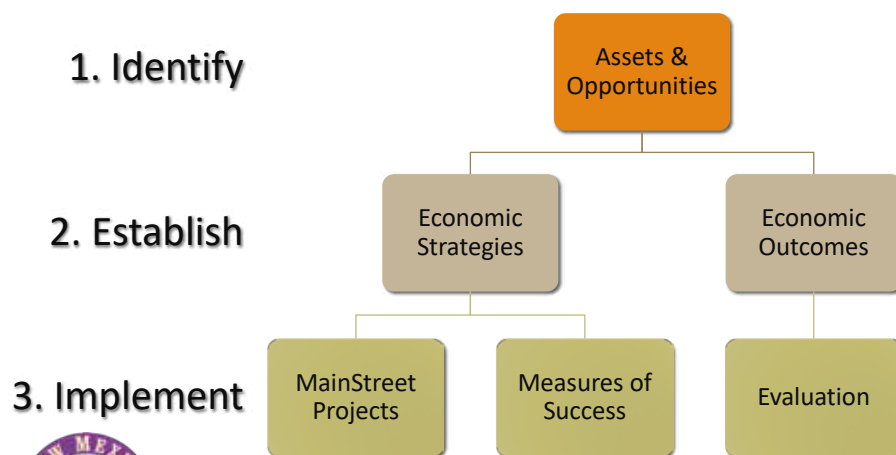 1. Identify
Assets &
Opportunities
2. Establish
Economic
Strategies
Economic
Outcomes
3. Implement
MainStreet
Projects
Measures of
Success
Evaluation